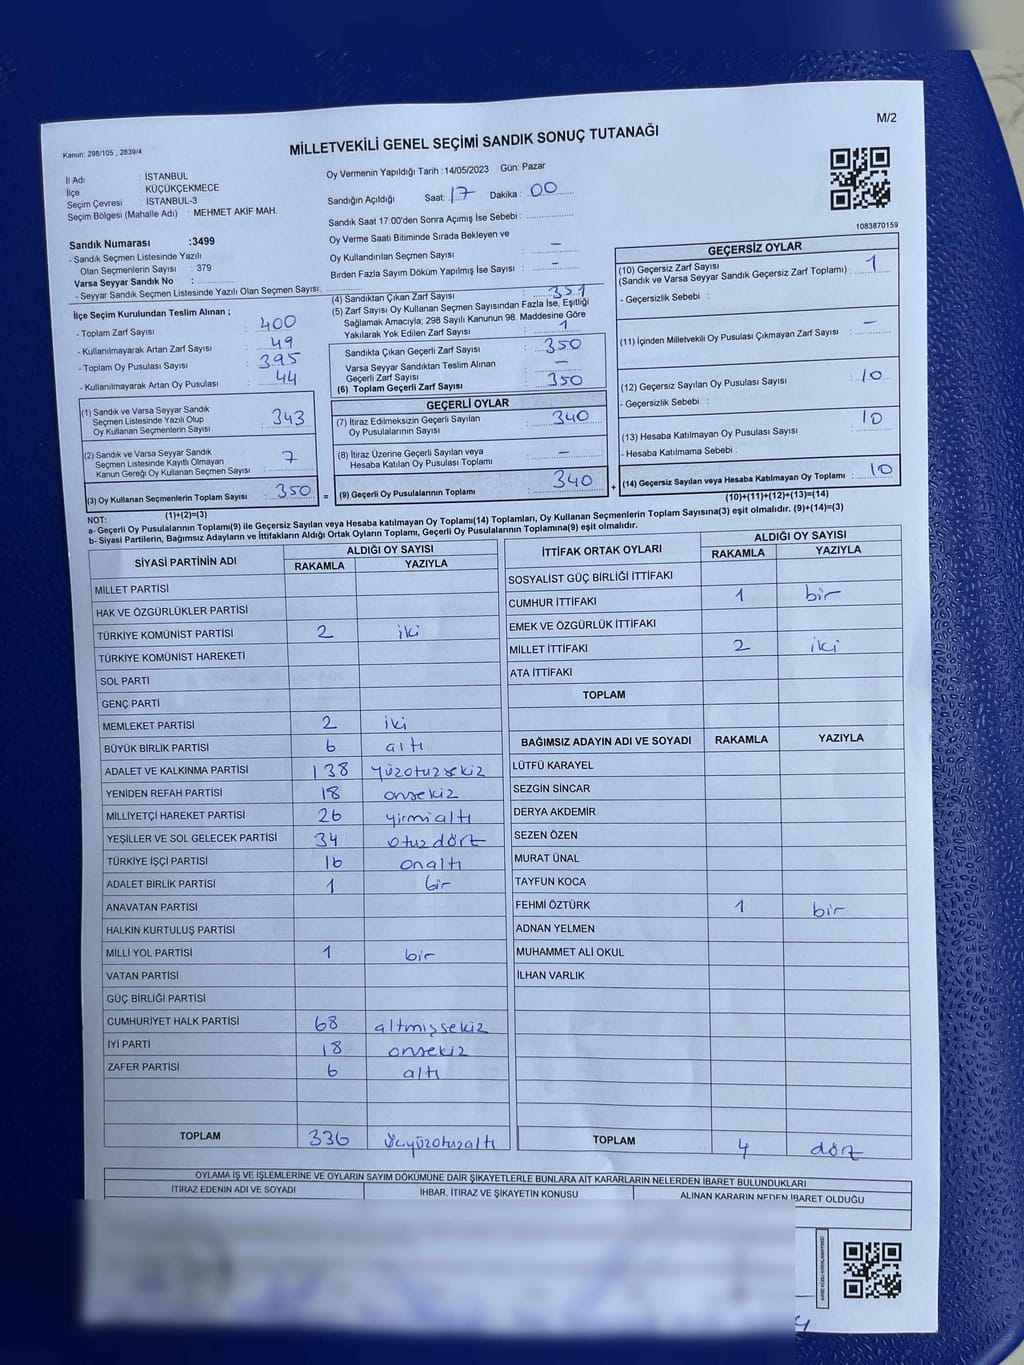 M/2
MİLLETVEKİLİ GENEL SEÇİMİ SANDIK SONUÇ TUTANAĞI
Kanun: 298/105 , 2839/4
İl Adı : İSTANBUL
İlçe : KÜÇÜKÇEKMECE
Seçim Çevresi : İSTANBUL-3
Seçim Bölgesi (Mahalle Adı) : MEHMET AKİF MAH.
Oy Vermenin Yapıldığı Tarih :14/05/2023 Gün: Pazar
Sandığın Açıldığı Saat: 17 Dakika : 00
Sandık Saat 17:00'den Sonra Açımış İse Sebebi :
Oy Verme Saati Bitiminde Sırada Bekleyen ve
Oy Kullandırılan Seçmen Sayısı : –
Birden Fazla Sayım Döküm Yapılmış İse Sayısı : -
1083870159
Sandık Numarası :3499
- Sandık Seçmen Listesinde Yazılı
Olan Seçmenlerin Sayısı : 379
Varsa Seyyar Sandık No :
- Seyyar Sandık Seçmen Listesinde Yazılı Olan Seçmen Sayısı:
İlçe Seçim Kurulundan Teslim Alınan ;
- Toplam Zarf Sayısı : 400
- Kullanılmayarak Artan Zarf Sayısı : 49
- Toplam Oy Pusulası Sayısı : 395
- Kullanılmayarak Artan Oy Pusulası : 44
(1) Sandık ve Varsa Seyyar Sandık
Seçmen Listesinde Yazılı Olup
Oy Kullanan Seçmenlerin Sayısı : 343
(2) Sandık ve Varsa Seyyar Sandık
Seçmen Listesinde Kayıtlı Olmayan
Kanun Gereği Oy Kullanan Seçmen Sayısı : 7
(3) Oy Kullanan Seçmenlerin Toplam Sayısı : 350 =
(1)+(2)=(3)
(4) Sandıktan Çıkan Zarf Sayısı : 351
(5) Zarf Sayısı Oy Kullanan Seçmen Sayısından Fazla İse, Eşitliği
Sağlamak Amacıyla, 298 Sayılı Kanunun 98. Maddesine Göre
Yakılarak Yok Edilen Zarf Sayısı : 1
Sandıkta Çıkan Geçerli Zarf Sayısı : 350
Varsa Seyyar Sandıktan Teslim Alınan
Geçerli Zarf Sayısı : –
(6) Toplam Geçerli Zarf Sayısı : 350
GEÇERLİ OYLAR
(7) İtiraz Edilmeksizin Geçerli Sayılan
Oy Pusulalarının Sayısı : 340
(8) İtiraz Üzerine Geçerli Sayılan veya
Hesaba Katılan Oy Pusulası Toplamı : –
(9) Geçerli Oy Pusulalarının Toplamı : 340 +
GEÇERSİZ OYLAR
(10) Geçersiz Zarf Sayısı
(Sandık ve Varsa Seyyar Sandık Geçersiz Zarf Toplamı) : 1
- Geçersizlik Sebebi :
(11) İçinden Milletvekili Oy Pusulası Çıkmayan Zarf Sayısı : –
(12) Geçersiz Sayılan Oy Pusulası Sayısı : 10
- Geçersizlik Sebebi :
(13) Hesaba Katılmayan Oy Pusulası Sayısı : 10
- Hesaba Katılmama Sebebi :
(14) Geçersiz Sayılan veya Hesaba Katılmayan Oy Toplamı : 10
(10)+(11)+(12)+(13)=(14)
NOT:
a- Geçerli Oy Pusulalarının Toplamı(9) ile Geçersiz Sayılan veya Hesaba katılmayan Oy Toplamı(14) Toplamları, Oy Kullanan Seçmenlerin Toplam Sayısına(3) eşit olmalıdır. (9)+(14)=(3)
b- Siyasi Partilerin, Bağımsız Adayların ve İttifakların Aldığı Ortak Oyların Toplamı, Geçerli Oy Pusulalarının Toplamına(9) eşit olmalıdır.
SİYASİ PARTİNİN ADI ALDIĞI OY SAYISI
RAKAMLA YAZIYLA
MİLLET PARTİSİ
HAK VE ÖZGÜRLÜKLER PARTİSİ
TÜRKİYE KOMÜNİST PARTİSİ 2 iki
TÜRKİYE KOMÜNİST HAREKETİ
SOL PARTİ
GENÇ PARTİ
MEMLEKET PARTİSİ 2 iki
BÜYÜK BİRLİK PARTİSİ 6 altı
ADALET VE KALKINMA PARTİSİ 138 yüzotuzsekiz
YENİDEN REFAH PARTİSİ 18 onsekiz
MİLLİYETÇİ HAREKET PARTİSİ 26 yirmialtı
YEŞİLLER VE SOL GELECEK PARTİSİ 34 otuzdört
TÜRKİYE İŞÇİ PARTİSİ 16 onaltı
ADALET BİRLİK PARTİSİ 1 bir
ANAVATAN PARTİSİ
HALKIN KURTULUŞ PARTİSİ
MİLLİ YOL PARTİSİ 1 bir
VATAN PARTİSİ
GÜÇ BİRLİĞİ PARTİSİ
CUMHURİYET HALK PARTİSİ 68 altmışsekiz
İYİ PARTİ 18 onsekiz
ZAFER PARTİSİ 6 altı
TOPLAM 336 üçyüzotuzaltı
İTTİFAK ORTAK OYLARI ALDIĞI OY SAYISI
RAKAMLA YAZIYLA
SOSYALİST GÜÇ BİRLİĞİ İTTİFAKI
CUMHUR İTTİFAKI 1 bir
EMEK VE ÖZGÜRLÜK İTTİFAKI
MİLLET İTTİFAKI 2 iki
ATA İTTİFAKI
TOPLAM
BAĞIMSIZ ADAYIN ADI VE SOYADI RAKAMLA YAZIYLA
LÜTFÜ KARAYEL
SEZGİN SİNCAR
DERYA AKDEMİR
SEZEN ÖZEN
MURAT ÜNAL
TAYFUN KOCA
FEHMİ ÖZTÜRK 1 bir
ADNAN YELMEN
MUHAMMET ALİ OKUL
İLHAN VARLIK
TOPLAM 4 dört
OYLAMA İŞ VE İŞLEMLERİNE VE OYLARIN SAYIM DÖKÜMÜNE DAİR ŞİKAYETLERLE BUNLARA AİT KARARLARIN NELERDEN İBARET BULUNDUKLARI
İTİRAZ EDENİN ADI VE SOYADI İHBAR, İTİRAZ VE ŞİKAYETİN KONUSU ALINAN KARARIN NEDEN İBARET OLDUĞU